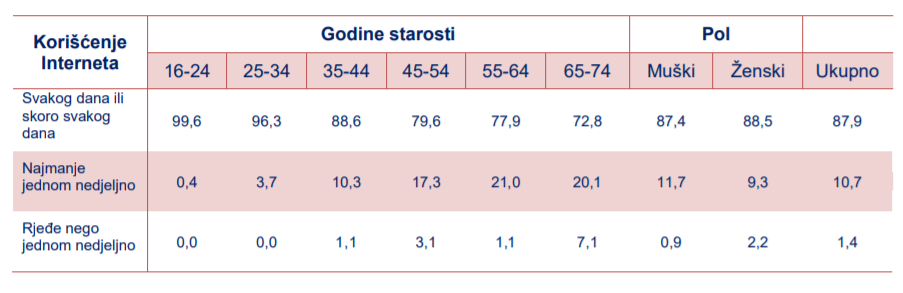 Korišćenje Interneta Godine starosti Pol
16-24 25-34 35-44 45-54 55-64 65-74 Muški Ženski Ukupno
Svakog dana ili
skoro svakog
dana
99,6 96,3 88,6 79,6 77,9 72,8 87,4 88,5 87,9
Najmanje
jednom nedjeljno
0,4 3,7 10,3 17,3 21,0 20,1 11,7 9,3 10,7
Rjeđe nego
jednom nedjeljno
0,0 0,0 1,1 3,1 1,1 7,1 0,9 2,2 1,4